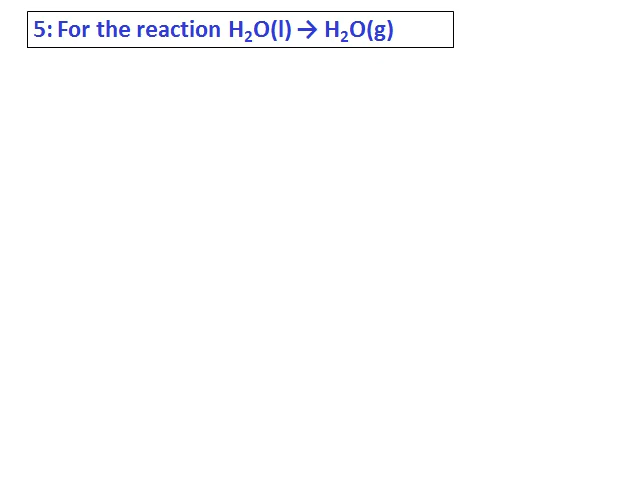 5: For the reaction H₂O(l) → H₂O(g)